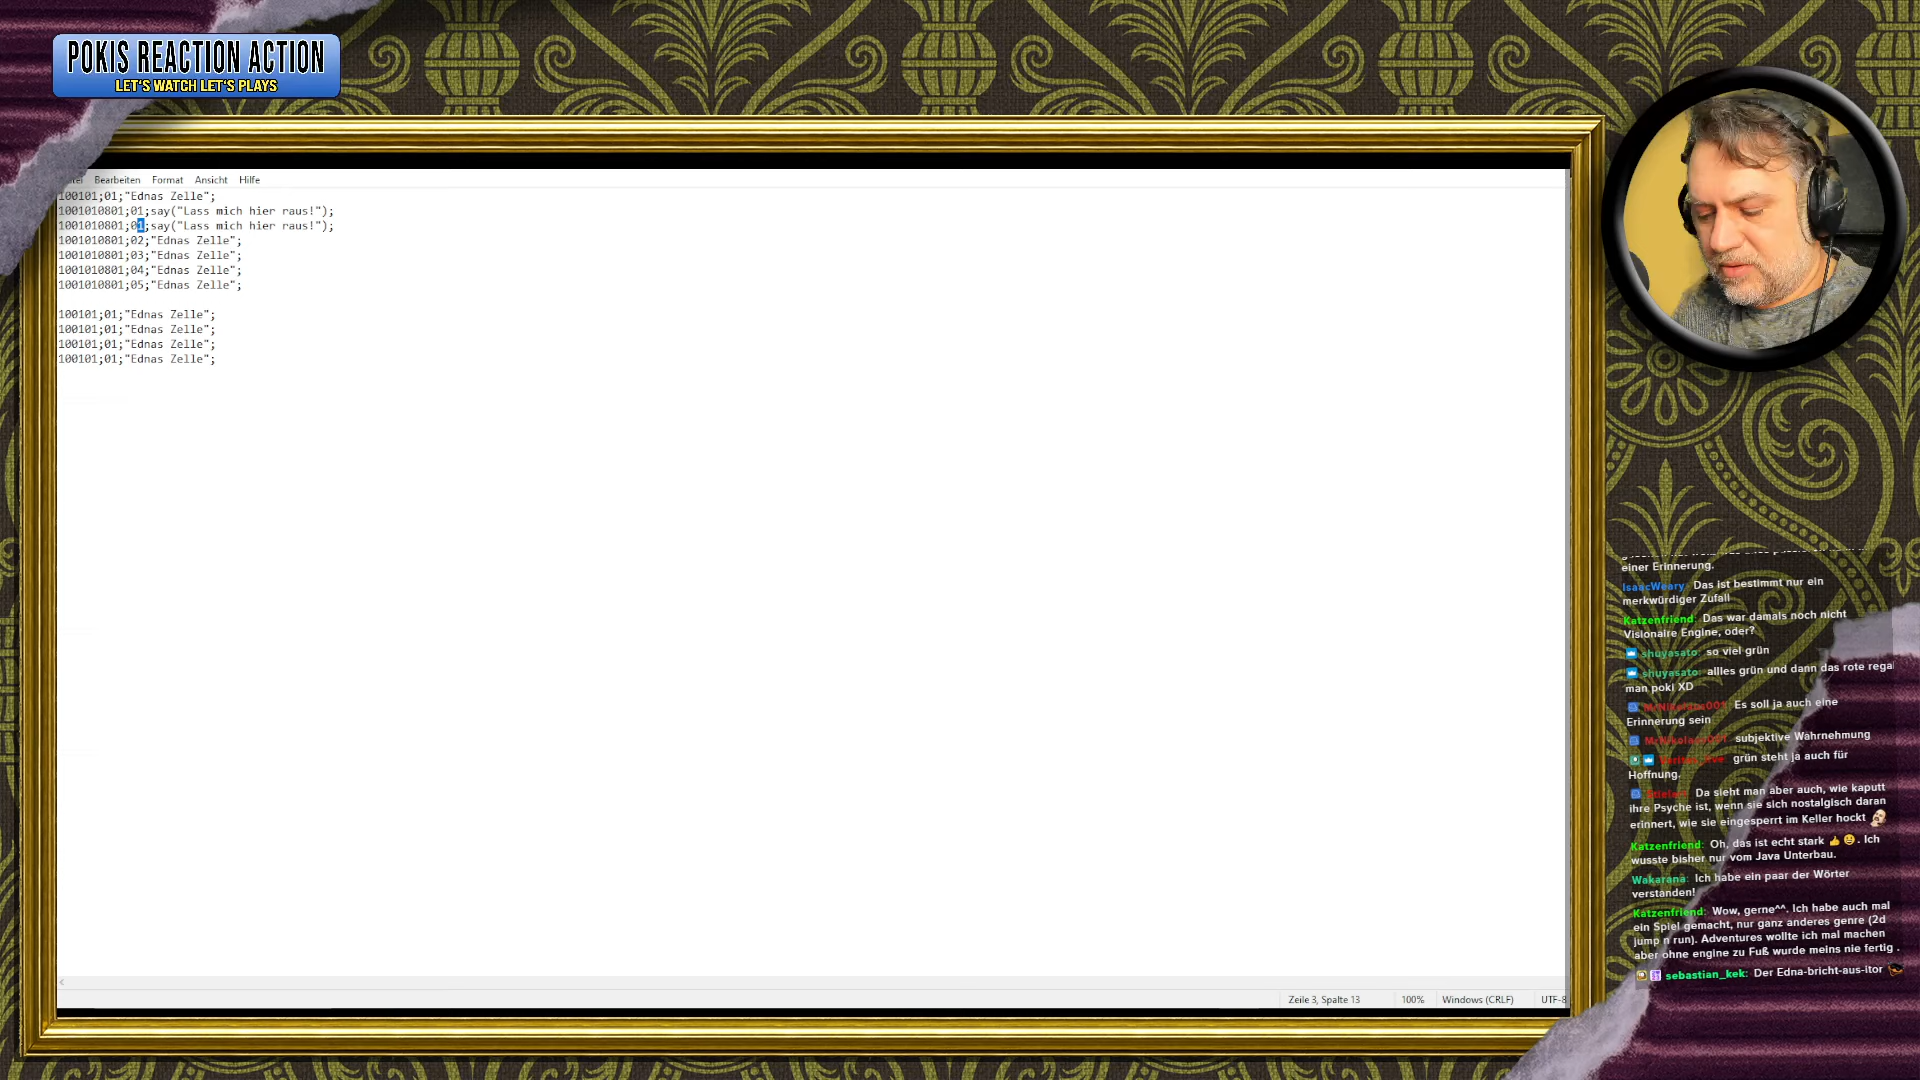 POKIS REACTION ACTION
LET'S WATCH LET'S PLAYS
Bearbeiten Format Ansicht Hilfe
100101;01;"Ednas Zelle";
1001010801;01;say("Lass mich hier raus!");
1001010801;01;say("Lass mich hier raus!");
1001010801;02;"Ednas Zelle";
1001010801;03;"Ednas Zelle";
1001010801;04;"Ednas Zelle";
1001010801;05;"Ednas Zelle";
100101;01;"Ednas Zelle";
100101;01;"Ednas Zelle";
100101;01;"Ednas Zelle";
100101;01;"Ednas Zelle";
Zeile 3, Spalte 13 100% Windows (CRLF) UTF-8
einer Erinnerung.
IsaacWeary: Das ist bestimmt nur ein
merkwürdiger Zufall
Katzenfriend: Das war damals noch nicht
Visionaire Engine, oder?
shuyasato: so viel grün
shuyasato: allles grün und dann das rote regal
man poki XD
Es soll ja auch eine
Erinnerung sein
subjektive Wahrnehmung
grün steht ja auch für
Hoffnung.
Da sieht man aber auch, wie kaputt
ihre Psyche ist, wenn sie sich nostalgisch daran
erinnert, wie sie eingesperrt im Keller hockt
Katzenfriend: Oh, das ist echt stark 👍😀. Ich
wusste bisher nur vom Java Unterbau.
Wakarana: Ich habe ein paar der Wörter
verstanden!
Katzenfriend: Wow, gerne^^. Ich habe auch mal
ein Spiel gemacht, nur ganz anderes genre (2d
jump n run). Adventures wollte ich mal machen
aber ohne engine zu Fuß wurde meins nie fertig .
sebastian_kek: Der Edna-bricht-aus-itor